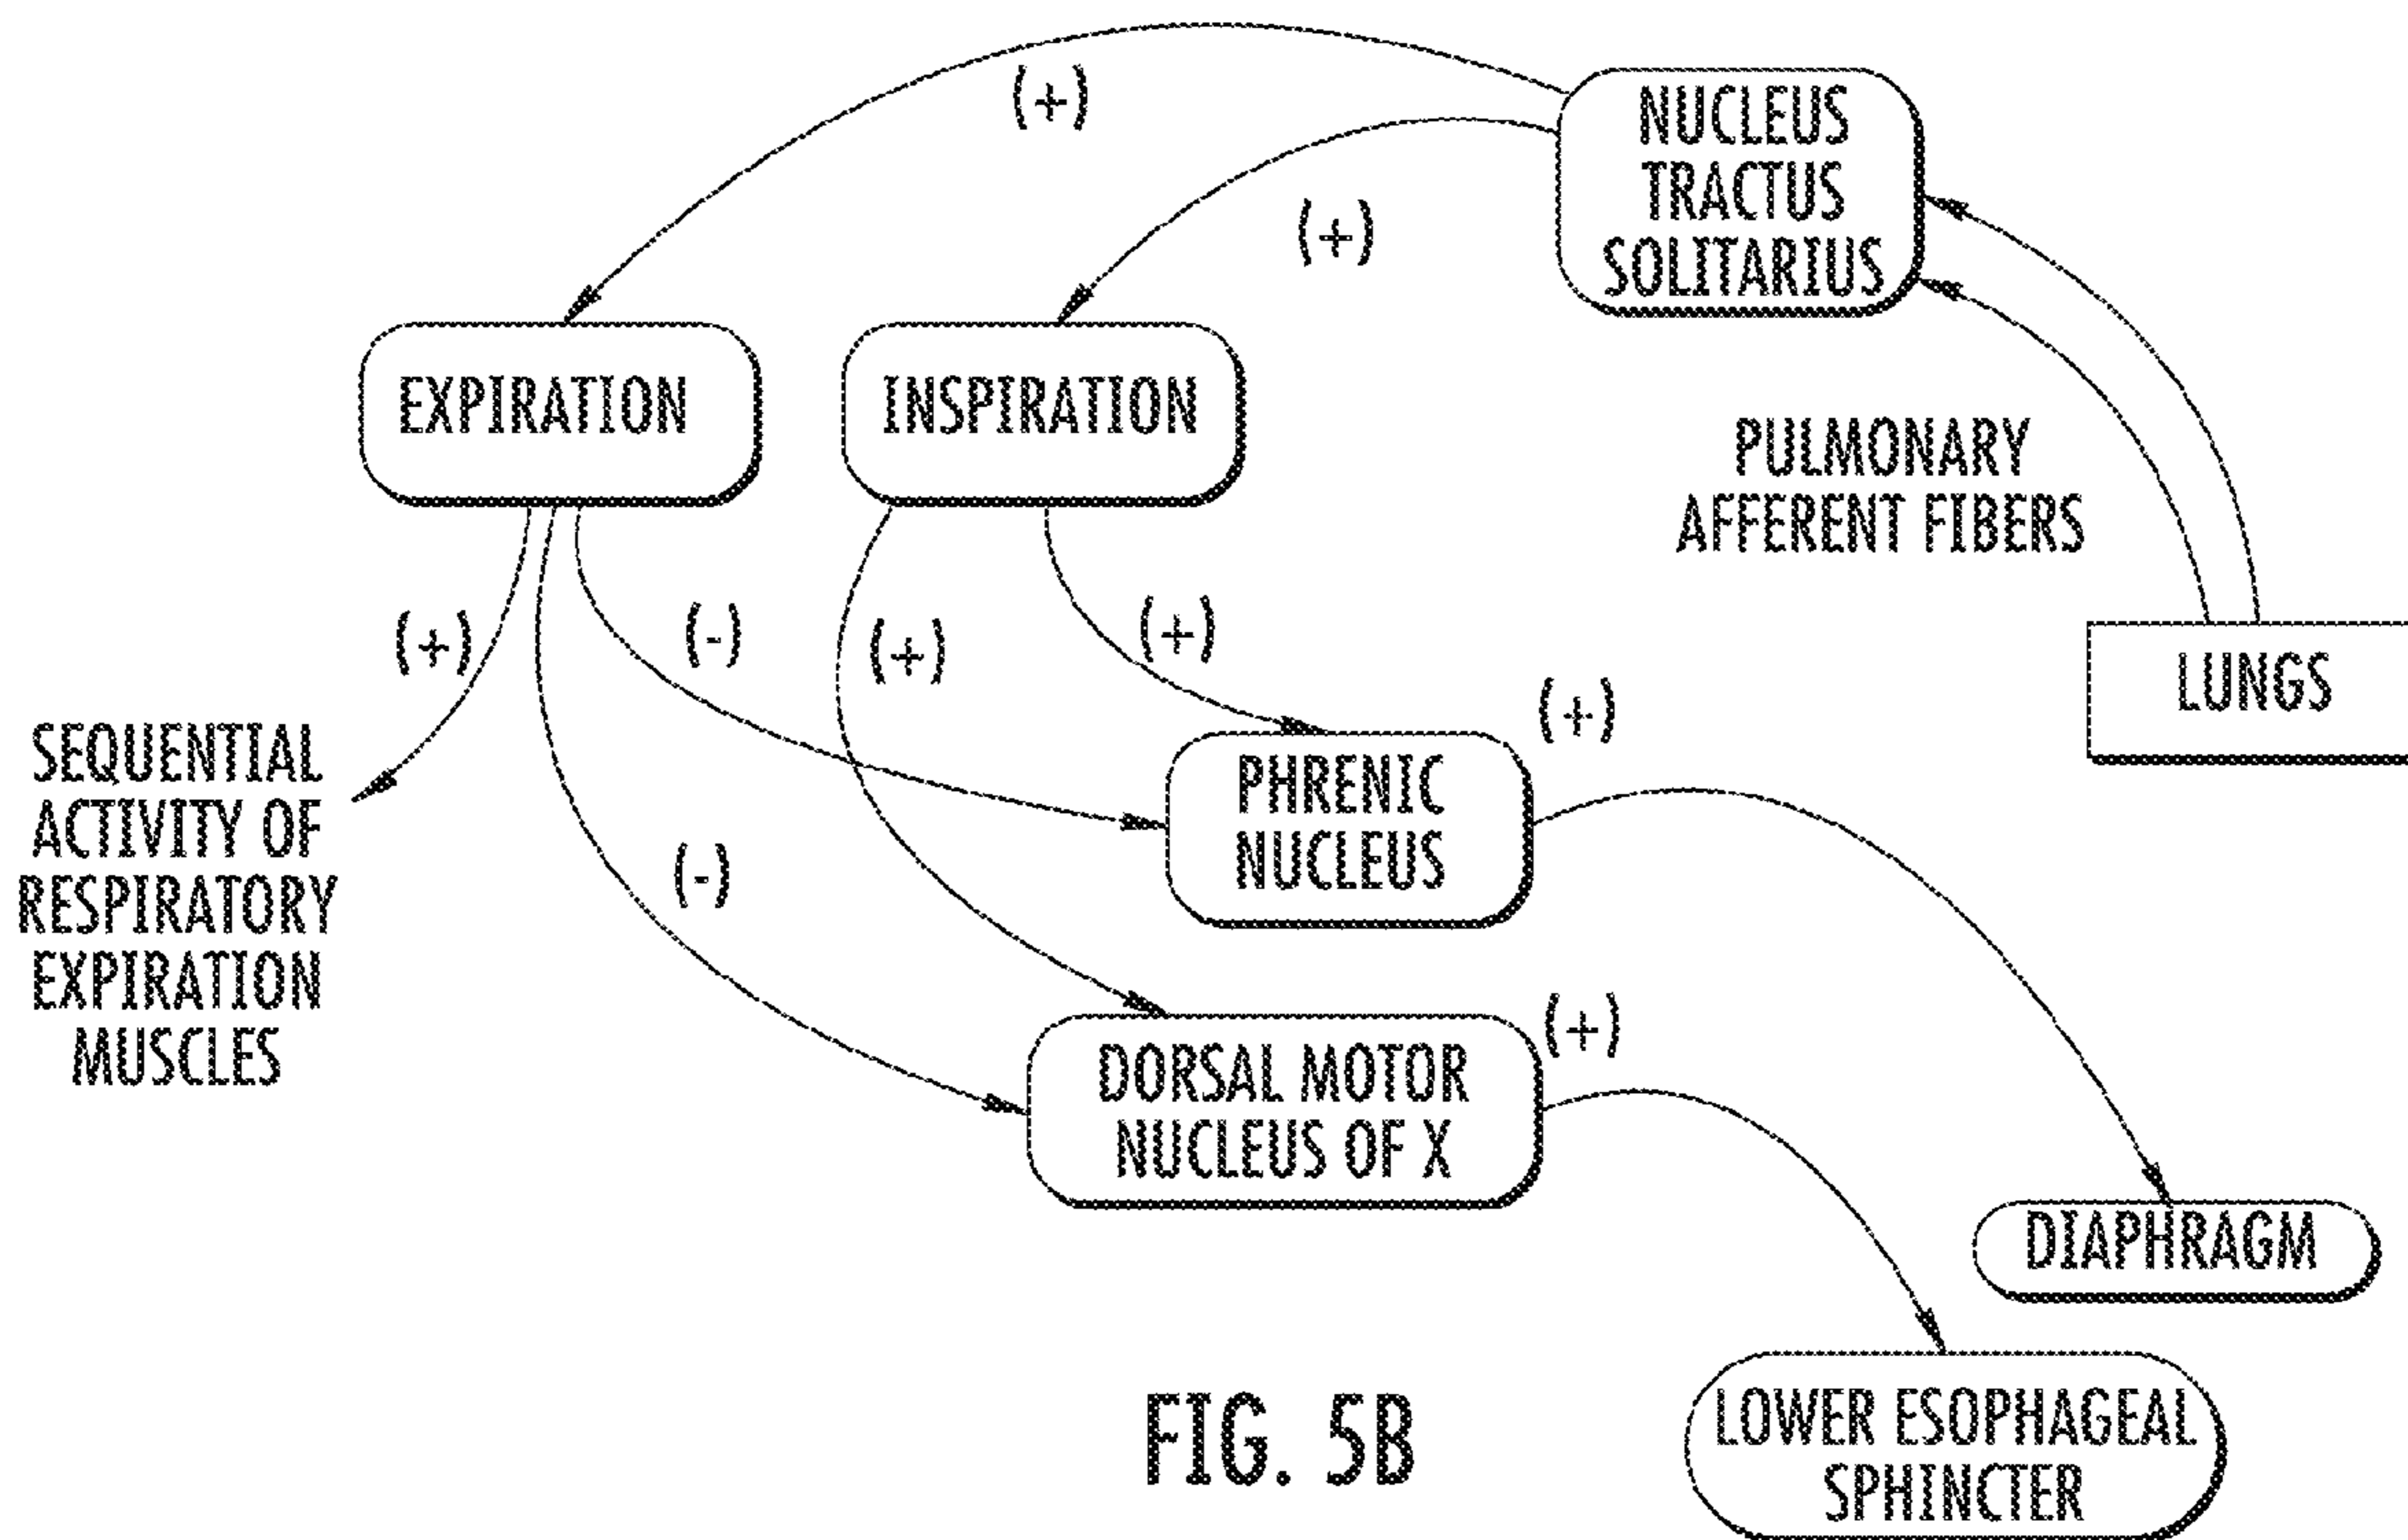 (+)
NUCLEUS
TRACTUS
SOLITARIUS
(+)
EXPIRATION
INSPIRATION
PULMONARY
AFFERENT FIBERS
(+)
(-)
(+)
(+)
LUNGS
SEQUENTIAL
ACTIVITY OF
RESPIRATORY
EXPIRATION
MUSCLES
(+)
PHRENIC
NUCLEUS
(-)
DORSAL MOTOR
NUCLEUS OF X
(+)
DIAPHRAGM
LOWER ESOPHAGEAL
SPHINCTER
FIG. 5B